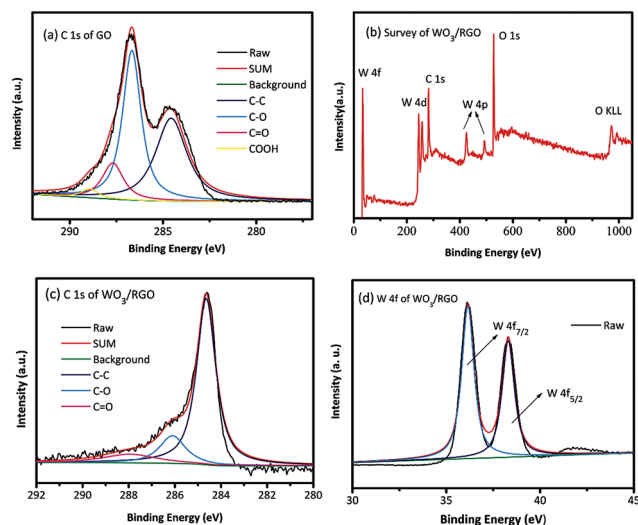 (a) C 1s of GO
Raw
SUM
Background
C-C
C-O
C=O
COOH
Intensity(a.u.)
290 285 280
Binding Energy (eV)
(b) Survey of WO3/RGO
O 1s
W 4f
C 1s
W 4d
W 4p
O KLL
Intensity(a.u.)
0 200 400 600 800 1000
Binding Energy (eV)
(c) C 1s of WO3/RGO
Raw
SUM
Background
C-C
C-O
C=O
Intensity (a. u.)
292 290 288 286 284 282 280
Binding Energy (eV)
(d) W 4f of WO3/RGO
Raw
W 4f7/2
W 4f5/2
Intensity (a. u.)
30 35 40 45
Binding Energy (eV)